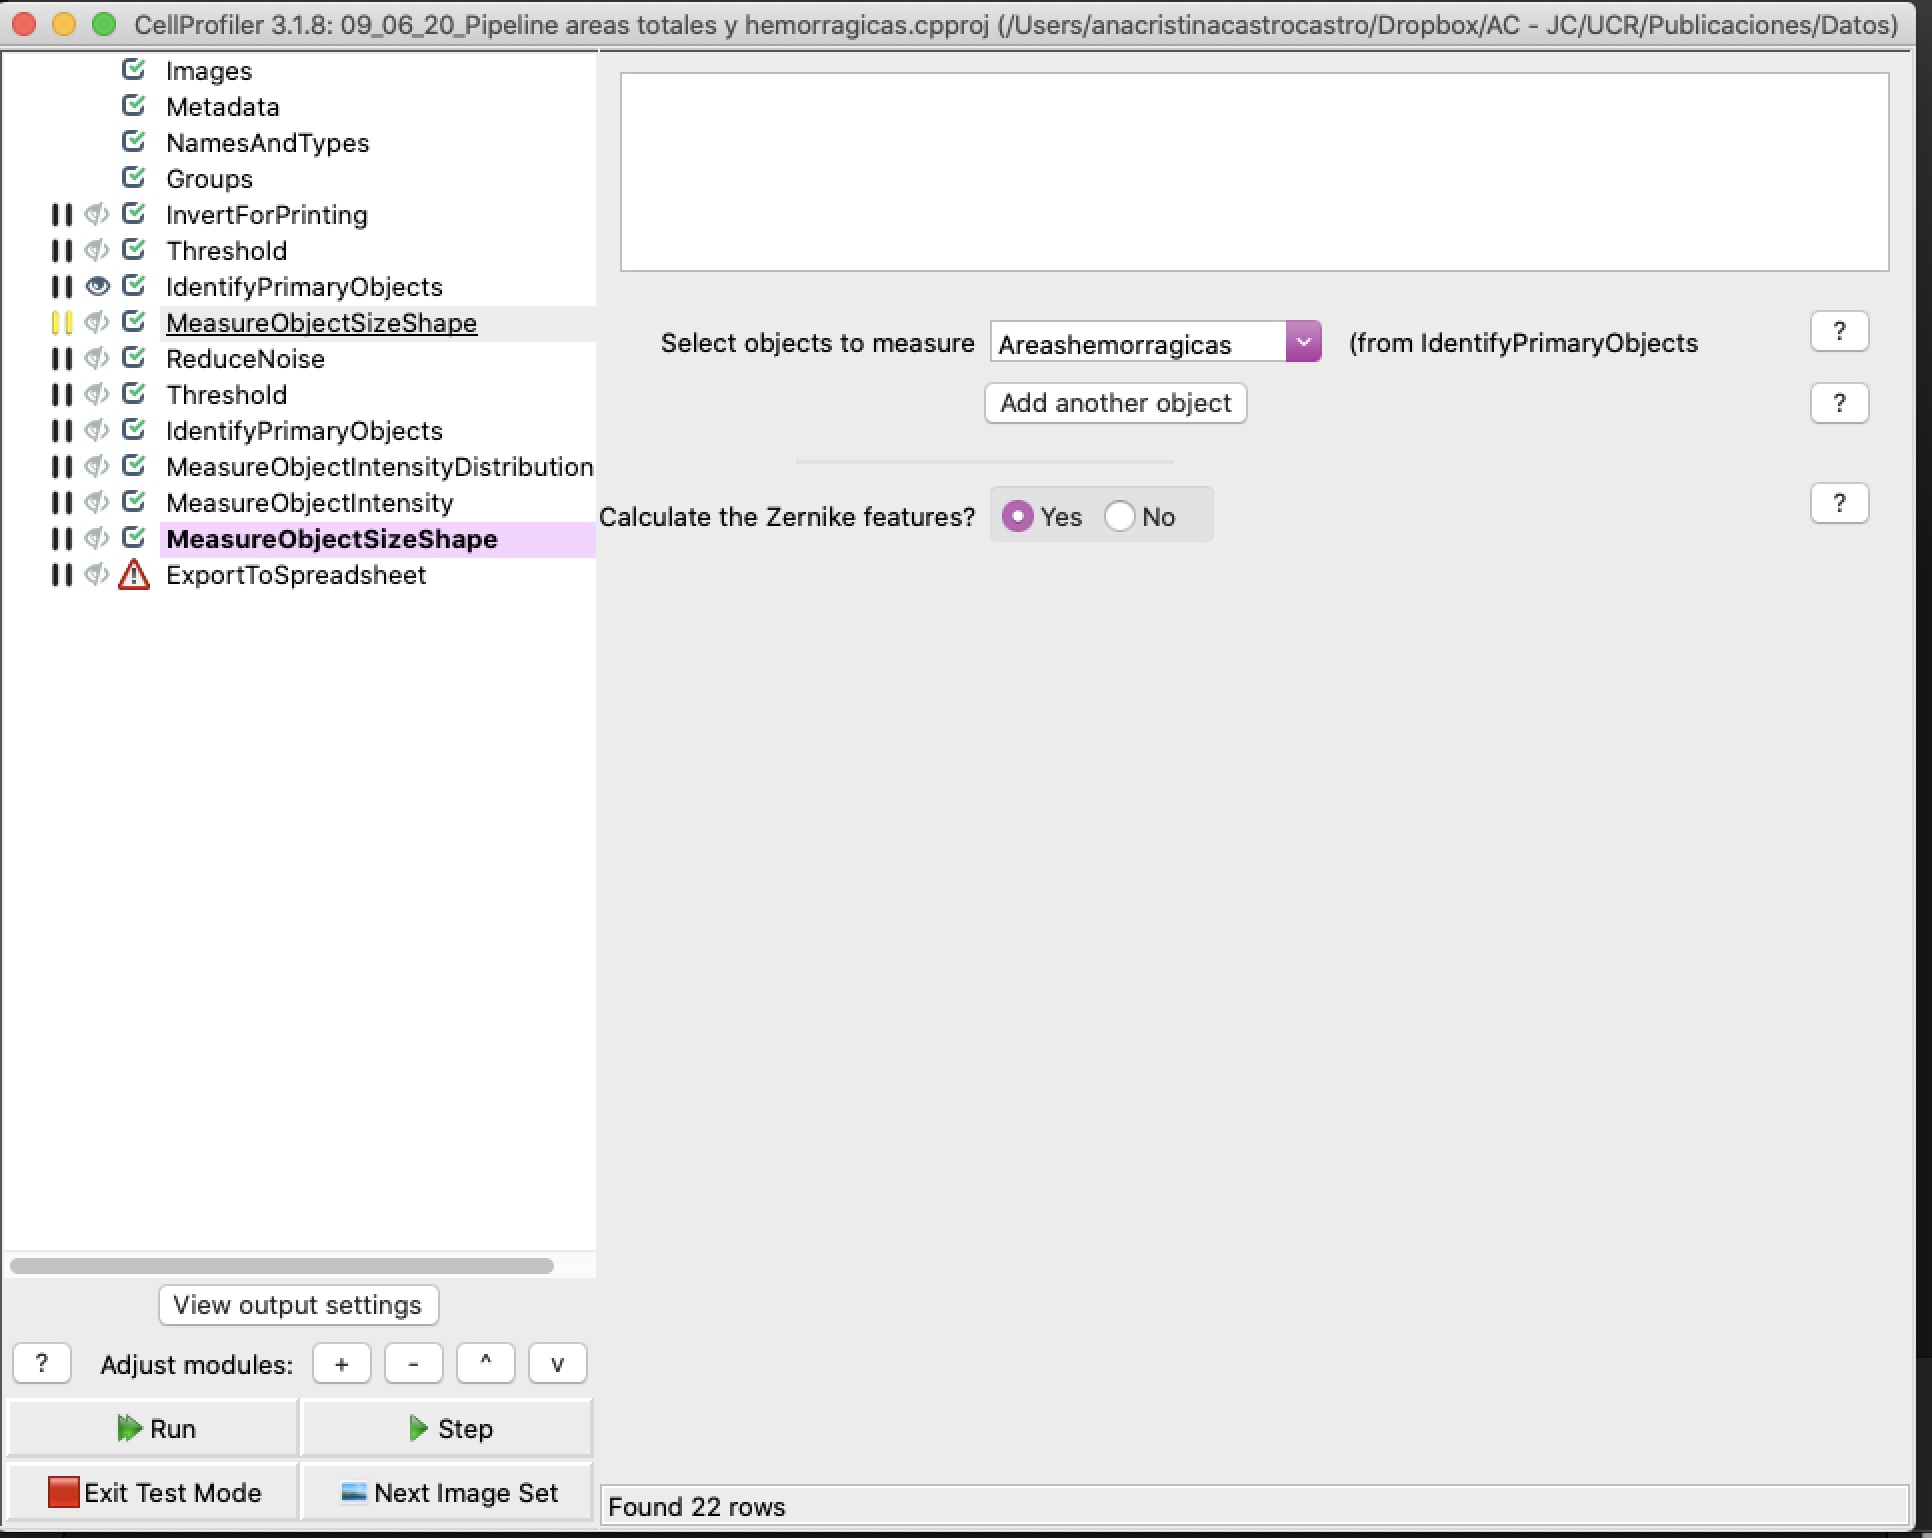 CellProfiler 3.1.8: 09_06_20_Pipeline areas totales y hemorragicas.cpproj (/Users/anacristinacastrocastro/Dropbox/AC - JC/UCR/Publicaciones/Datos)
Images
Metadata
NamesAndTypes
Groups
InvertForPrinting
Threshold
IdentifyPrimaryObjects
MeasureObjectSizeShape
ReduceNoise
Threshold
IdentifyPrimaryObjects
MeasureObjectIntensityDistribution
MeasureObjectIntensity
MeasureObjectSizeShape
ExportToSpreadsheet
Select objects to measure Areashemorragicas (from IdentifyPrimaryObjects ?
Add another object ?
Calculate the Zernike features? Yes No ?
View output settings
? Adjust modules: + - ^ v
Run Step
Exit Test Mode Next Image Set
Found 22 rows